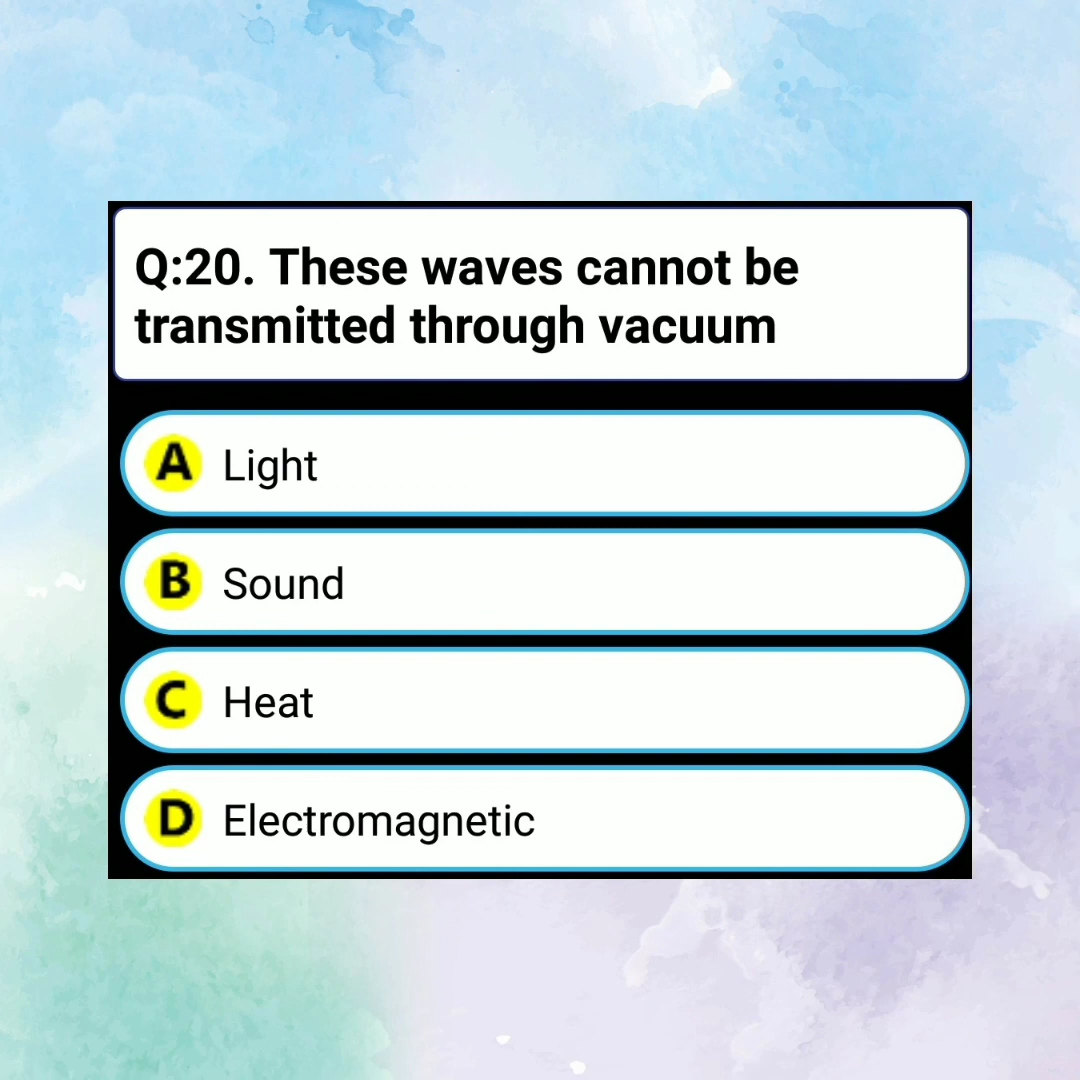 Q:20. These waves cannot be
transmitted through vacuum
A Light
B Sound
C Heat
D Electromagnetic